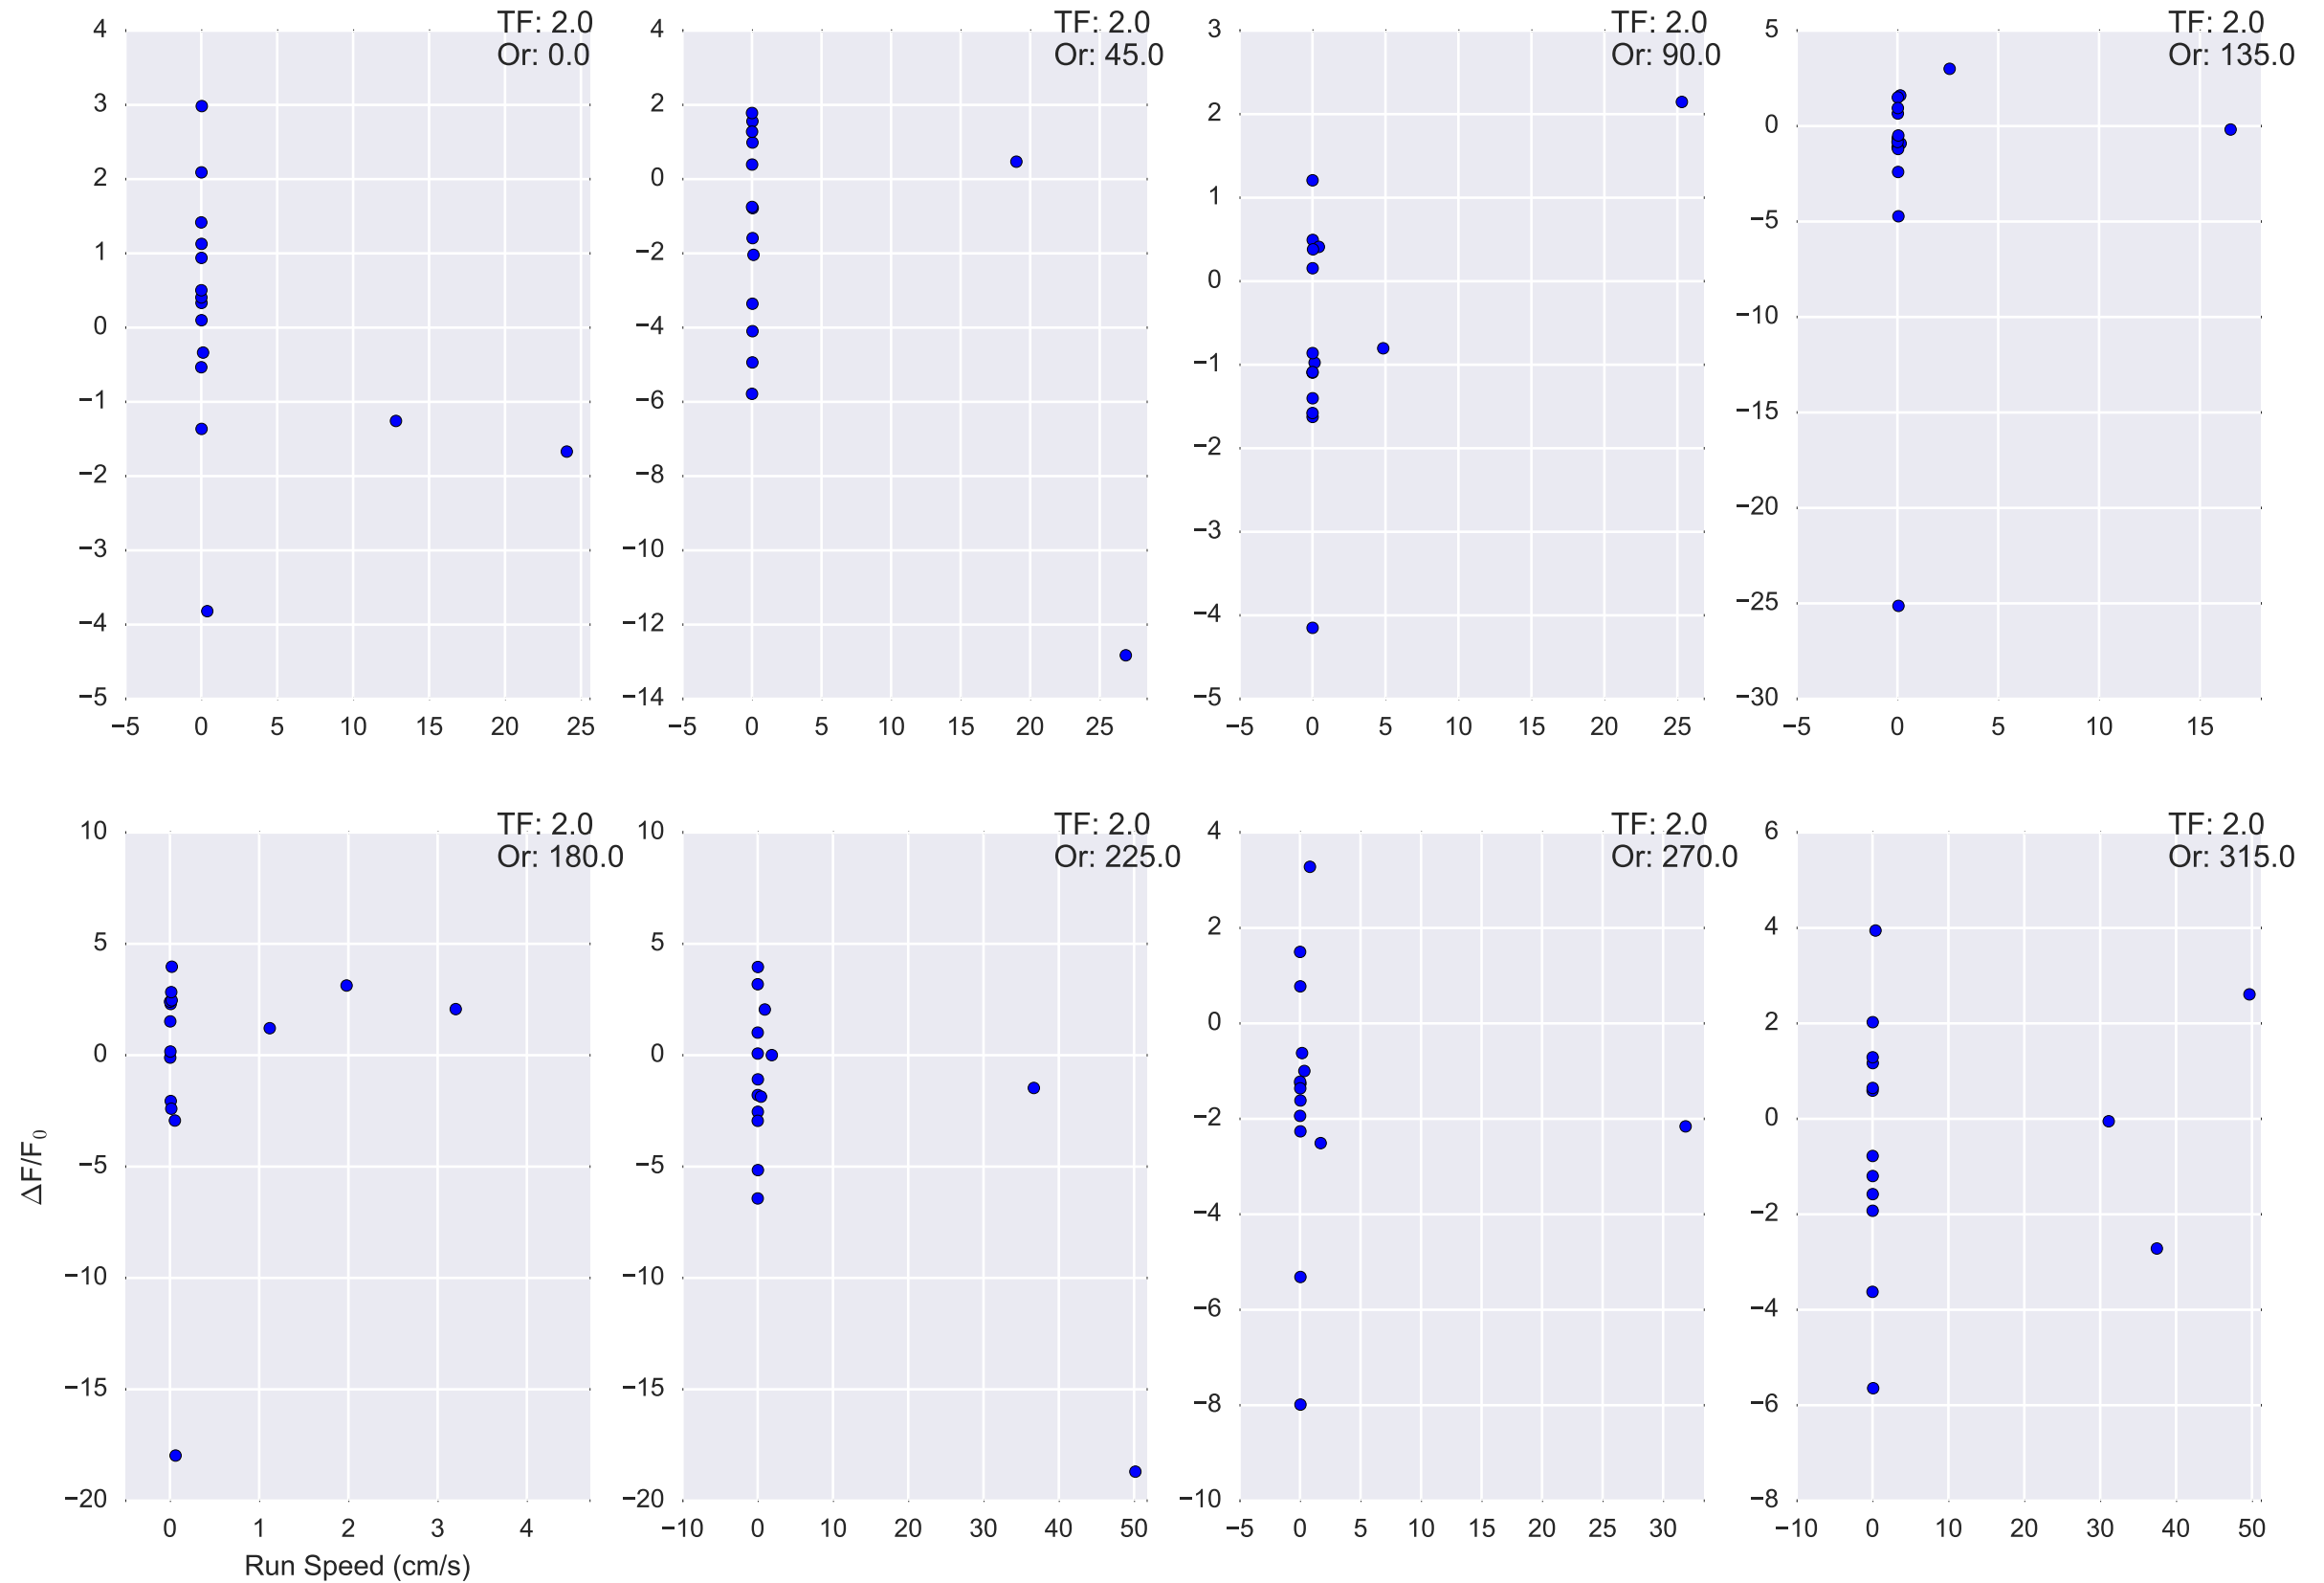 TF: 2.0
Or: 0.0
4
3
2
1
0
−1
−2
−3
−4
−5
−5 0 5 10 15 20 25
TF: 2.0
Or: 45.0
4
2
0
−2
−4
−6
−8
−10
−12
−14
−5 0 5 10 15 20 25
TF: 2.0
Or: 90.0
3
2
1
0
−1
−2
−3
−4
−5
−5 0 5 10 15 20 25
TF: 2.0
Or: 135.0
5
0
−5
−10
−15
−20
−25
−30
−5 0 5 10 15
TF: 2.0
Or: 180.0
10
5
0
−5
−10
−15
−20
0 1 2 3 4
Run Speed (cm/s)
ΔF/F₀
TF: 2.0
Or: 225.0
10
5
0
−5
−10
−15
−20
−10 0 10 20 30 40 50
TF: 2.0
Or: 270.0
4
2
0
−2
−4
−6
−8
−10
−5 0 5 10 15 20 25 30
TF: 2.0
Or: 315.0
6
4
2
0
−2
−4
−6
−8
−10 0 10 20 30 40 50